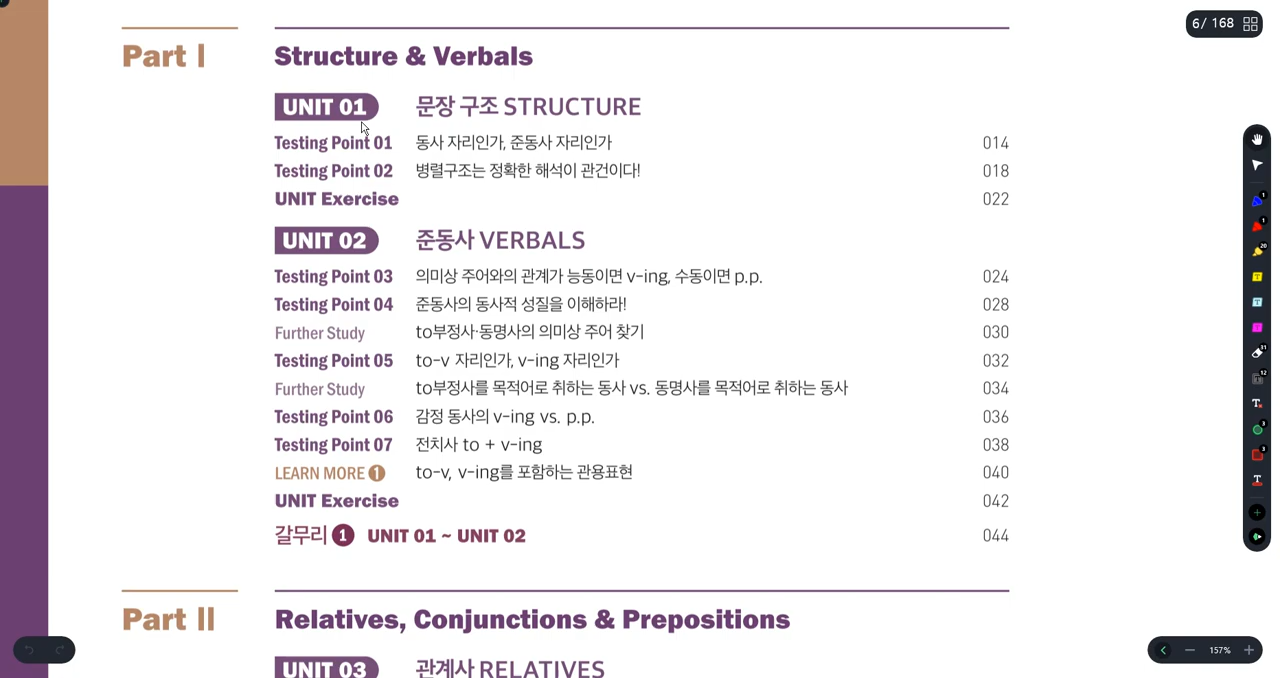 6/ 168
Part I
Structure & Verbals
UNIT 01 문장 구조 STRUCTURE
Testing Point 01 동사 자리인가, 준동사 자리인가 014
Testing Point 02 병렬구조는 정확한 해석이 관건이다! 018
UNIT Exercise 022
UNIT 02 준동사 VERBALS
Testing Point 03 의미상 주어와의 관계가 능동이면 v-ing, 수동이면 p.p. 024
Testing Point 04 준동사의 동사적 성질을 이해하라! 028
Further Study to부정사·동명사의 의미상 주어 찾기 030
Testing Point 05 to-v 자리인가, v-ing 자리인가 032
Further Study to부정사를 목적어로 취하는 동사 vs. 동명사를 목적어로 취하는 동사 034
Testing Point 06 감정 동사의 v-ing vs. p.p. 036
Testing Point 07 전치사 to + v-ing 038
LEARN MORE 1 to-v, v-ing를 포함하는 관용표현 040
UNIT Exercise 042
갈무리 1 UNIT 01 ~ UNIT 02 044
Part II
Relatives, Conjunctions & Prepositions
UNIT 03 관계사 RELATIVES
157%